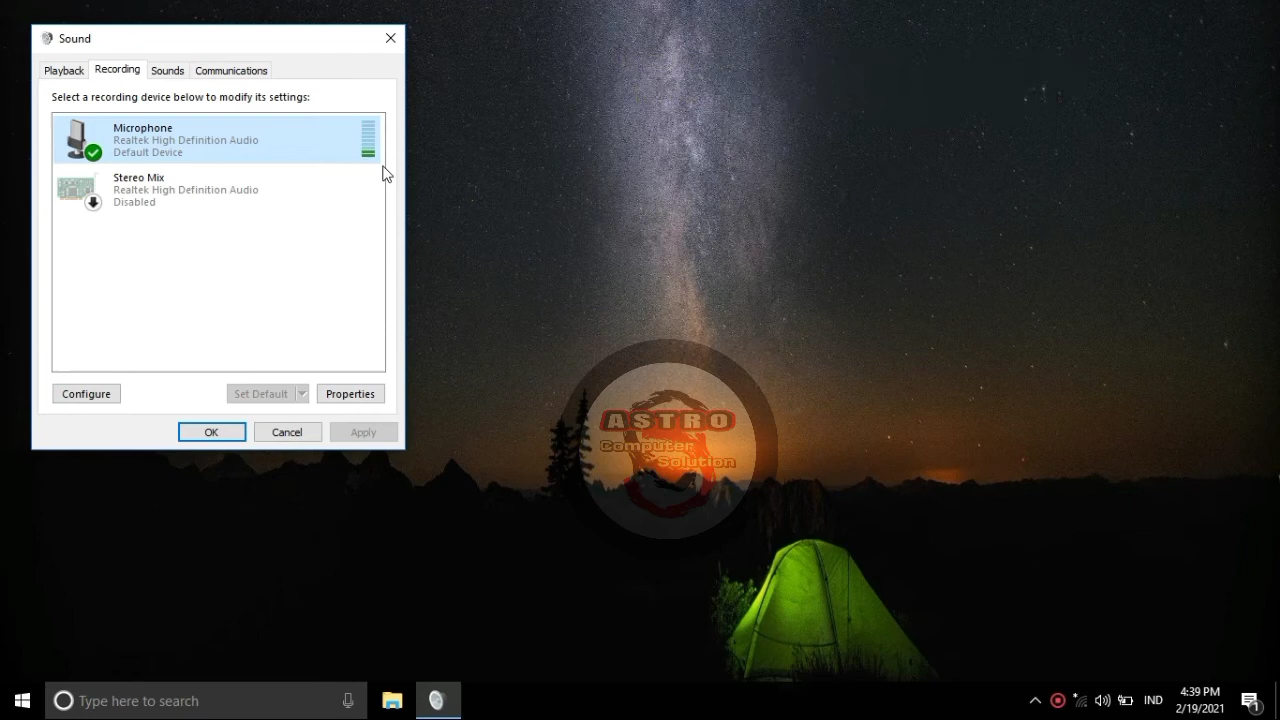 Sound
Playback
Recording
Sounds
Communications
Select a recording device below to modify its settings:
Microphone
Realtek High Definition Audio
Default Device
Stereo Mix
Realtek High Definition Audio
Disabled
Configure
Set Default
Properties
OK
Cancel
Apply
ASTRO
Computer
Solution
Type here to search
IND
4:39 PM
2/19/2021
1